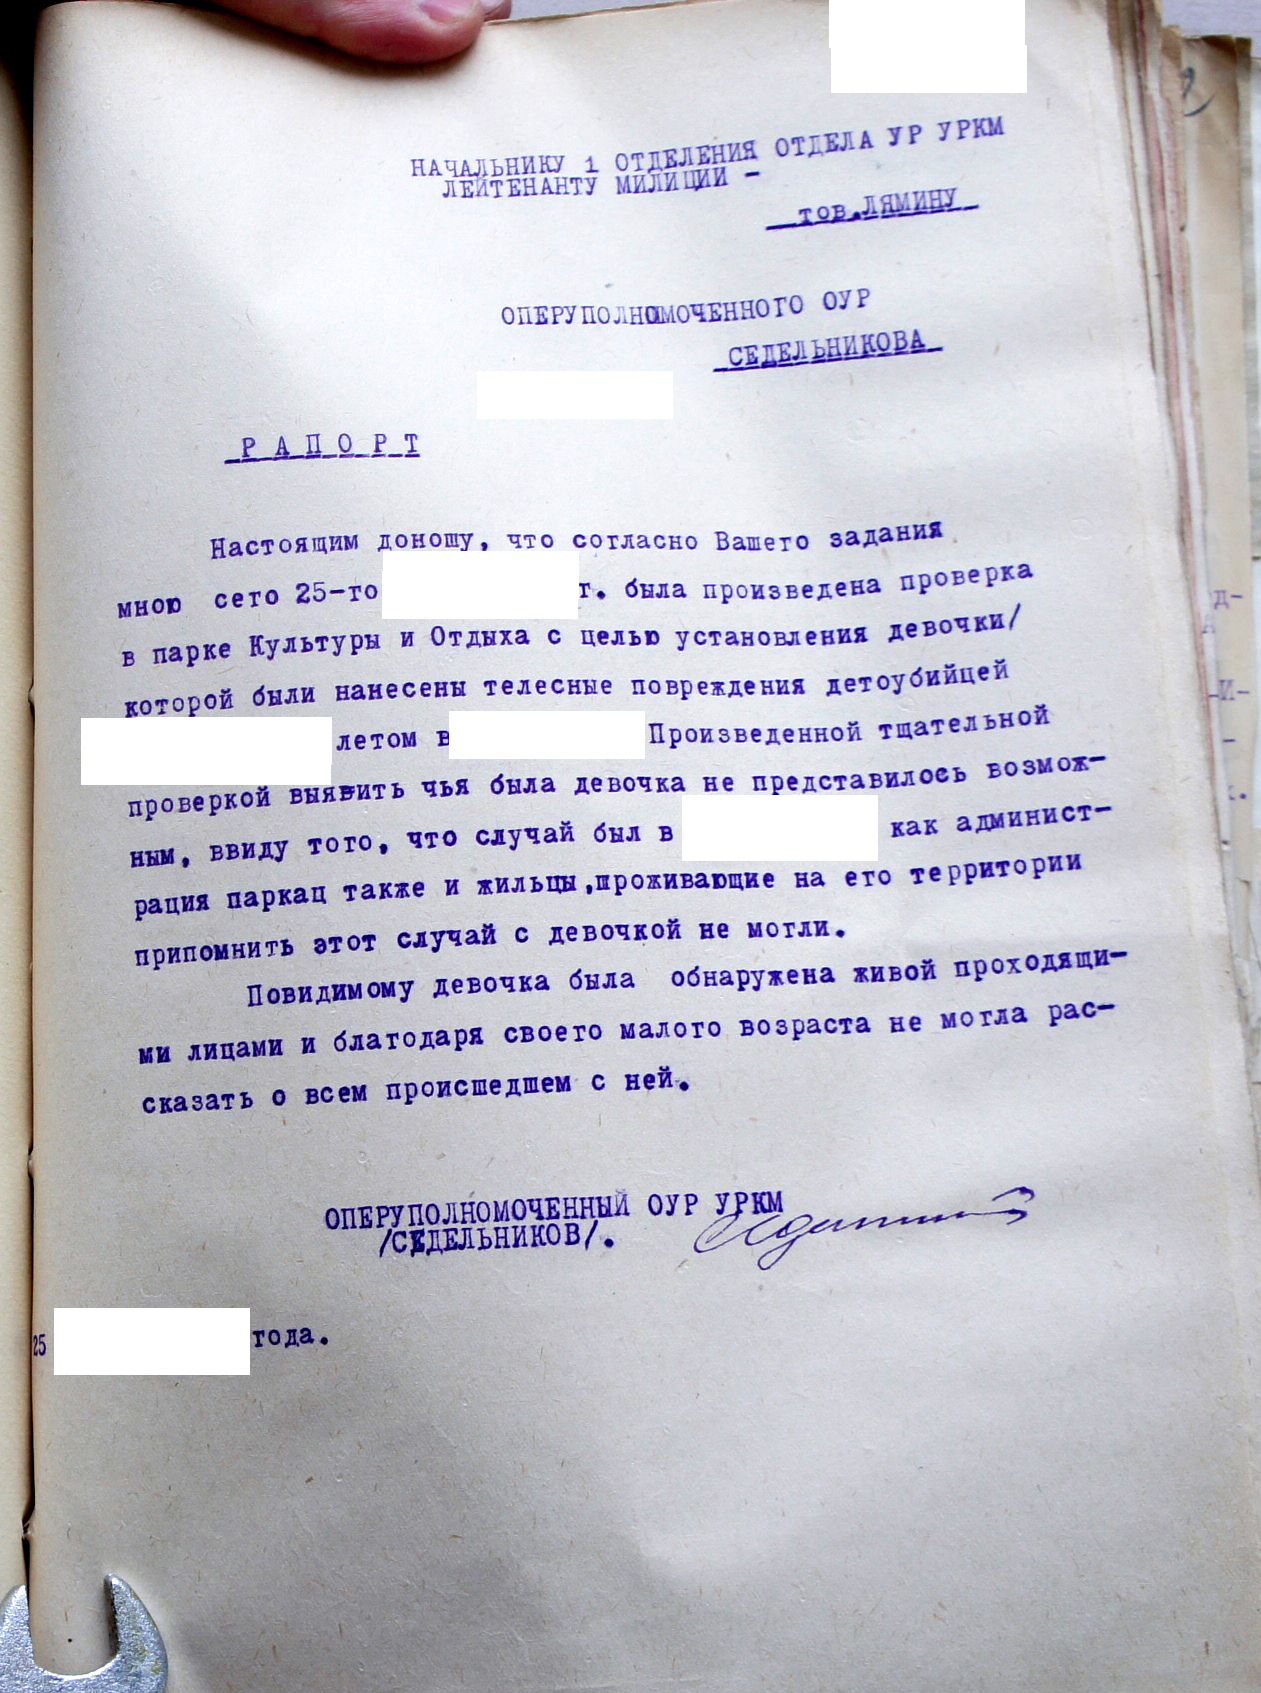 НАЧАЛЬНИКУ 1 ОТДЕЛЕНИЯ ОТДЕЛА УР УРКМ
ЛЕЙТЕНАНТУ МИЛИЦИИ –
тов.ЛЯМИНУ
ОПЕРУПОЛНОМОЧЕННОГО ОУР
СЕДЕЛЬНИКОВА
Р А П О Р Т
Настоящим доношу, что согласно Вашего задания
мною сего 25-го г. была произведена проверка
в парке Культуры и Отдыха с целью установления девочки/
которой были нанесены телесные повреждения детоубийцей
летом в Произведенной тщательной
проверкой выявить чья была девочка не представилось возмож-
ным, ввиду того, что случай был в как админист-
рация паркац также и жильцы,проживающие на его территории
припомнить этот случай с девочкой не могли.
Повидимому девочка была обнаружена живой проходящи-
ми лицами и благодаря своего малого возраста не могла рас-
сказать о всем происшедшем с ней.
ОПЕРУПОЛНОМОЧЕННЫЙ ОУР УРКМ
/СЕДЕЛЬНИКОВ/.
25 года.